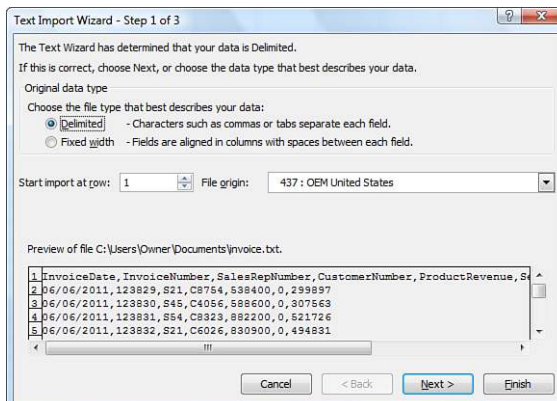 Text Import Wizard - Step 1 of 3
The Text Wizard has determined that your data is Delimited.
If this is correct, choose Next, or choose the data type that best describes your data.
Original data type
Choose the file type that best describes your data:
Delimited - Characters such as commas or tabs separate each field.
Fixed width - Fields are aligned in columns with spaces between each field.
Start import at row: 1 File origin: 437 : OEM United States
Preview of file C:\Users\Owner\Documents\invoice.txt.
1 InvoiceDate,InvoiceNumber,SalesRepNumber,CustomerNumber,ProductRevenue,Se
2 06/06/2011,123829,S21,C8754,538400,0,299897
3 06/06/2011,123830,S45,C4056,588600,0,307563
4 06/06/2011,123831,S54,C8323,882200,0,521726
5 06/06/2011,123832,S21,C6026,830900,0,494831
Cancel < Back Next > Finish